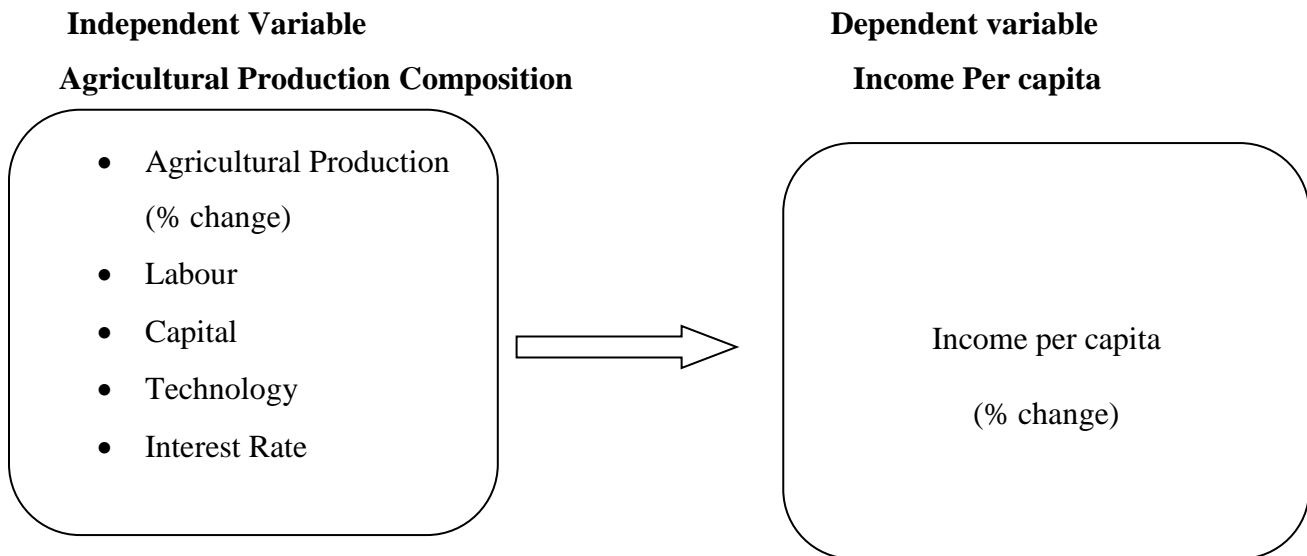 Independent Variable
Agricultural Production Composition
• Agricultural Production
(% change)
• Labour
• Capital
• Technology
• Interest Rate
Dependent variable
Income Per capita
Income per capita
(% change)